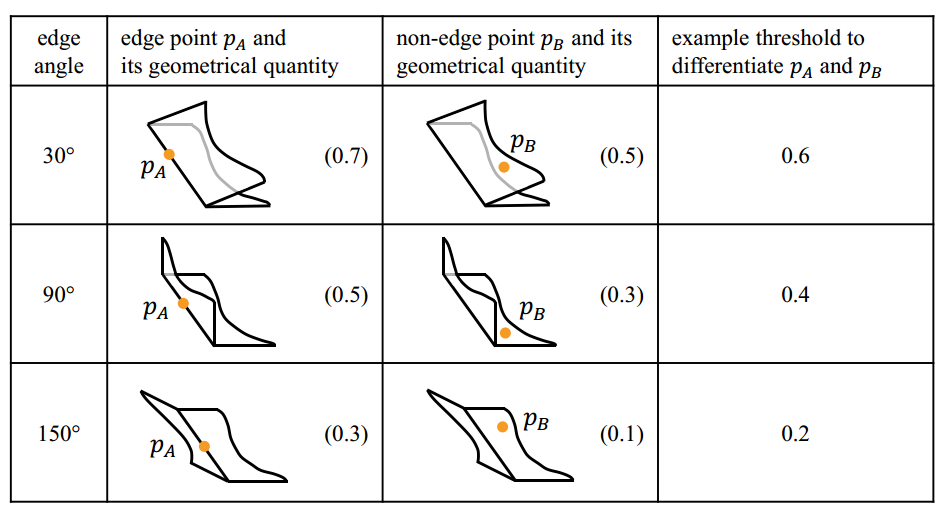 edge
angle
edge point p_A and
its geometrical quantity
non-edge point p_B and its
geometrical quantity
example threshold to
differentiate p_A and p_B
30°
p_A
(0.7)
p_B
(0.5)
0.6
90°
p_A
(0.5)
p_B
(0.3)
0.4
150°
p_A
(0.3)
p_B
(0.1)
0.2